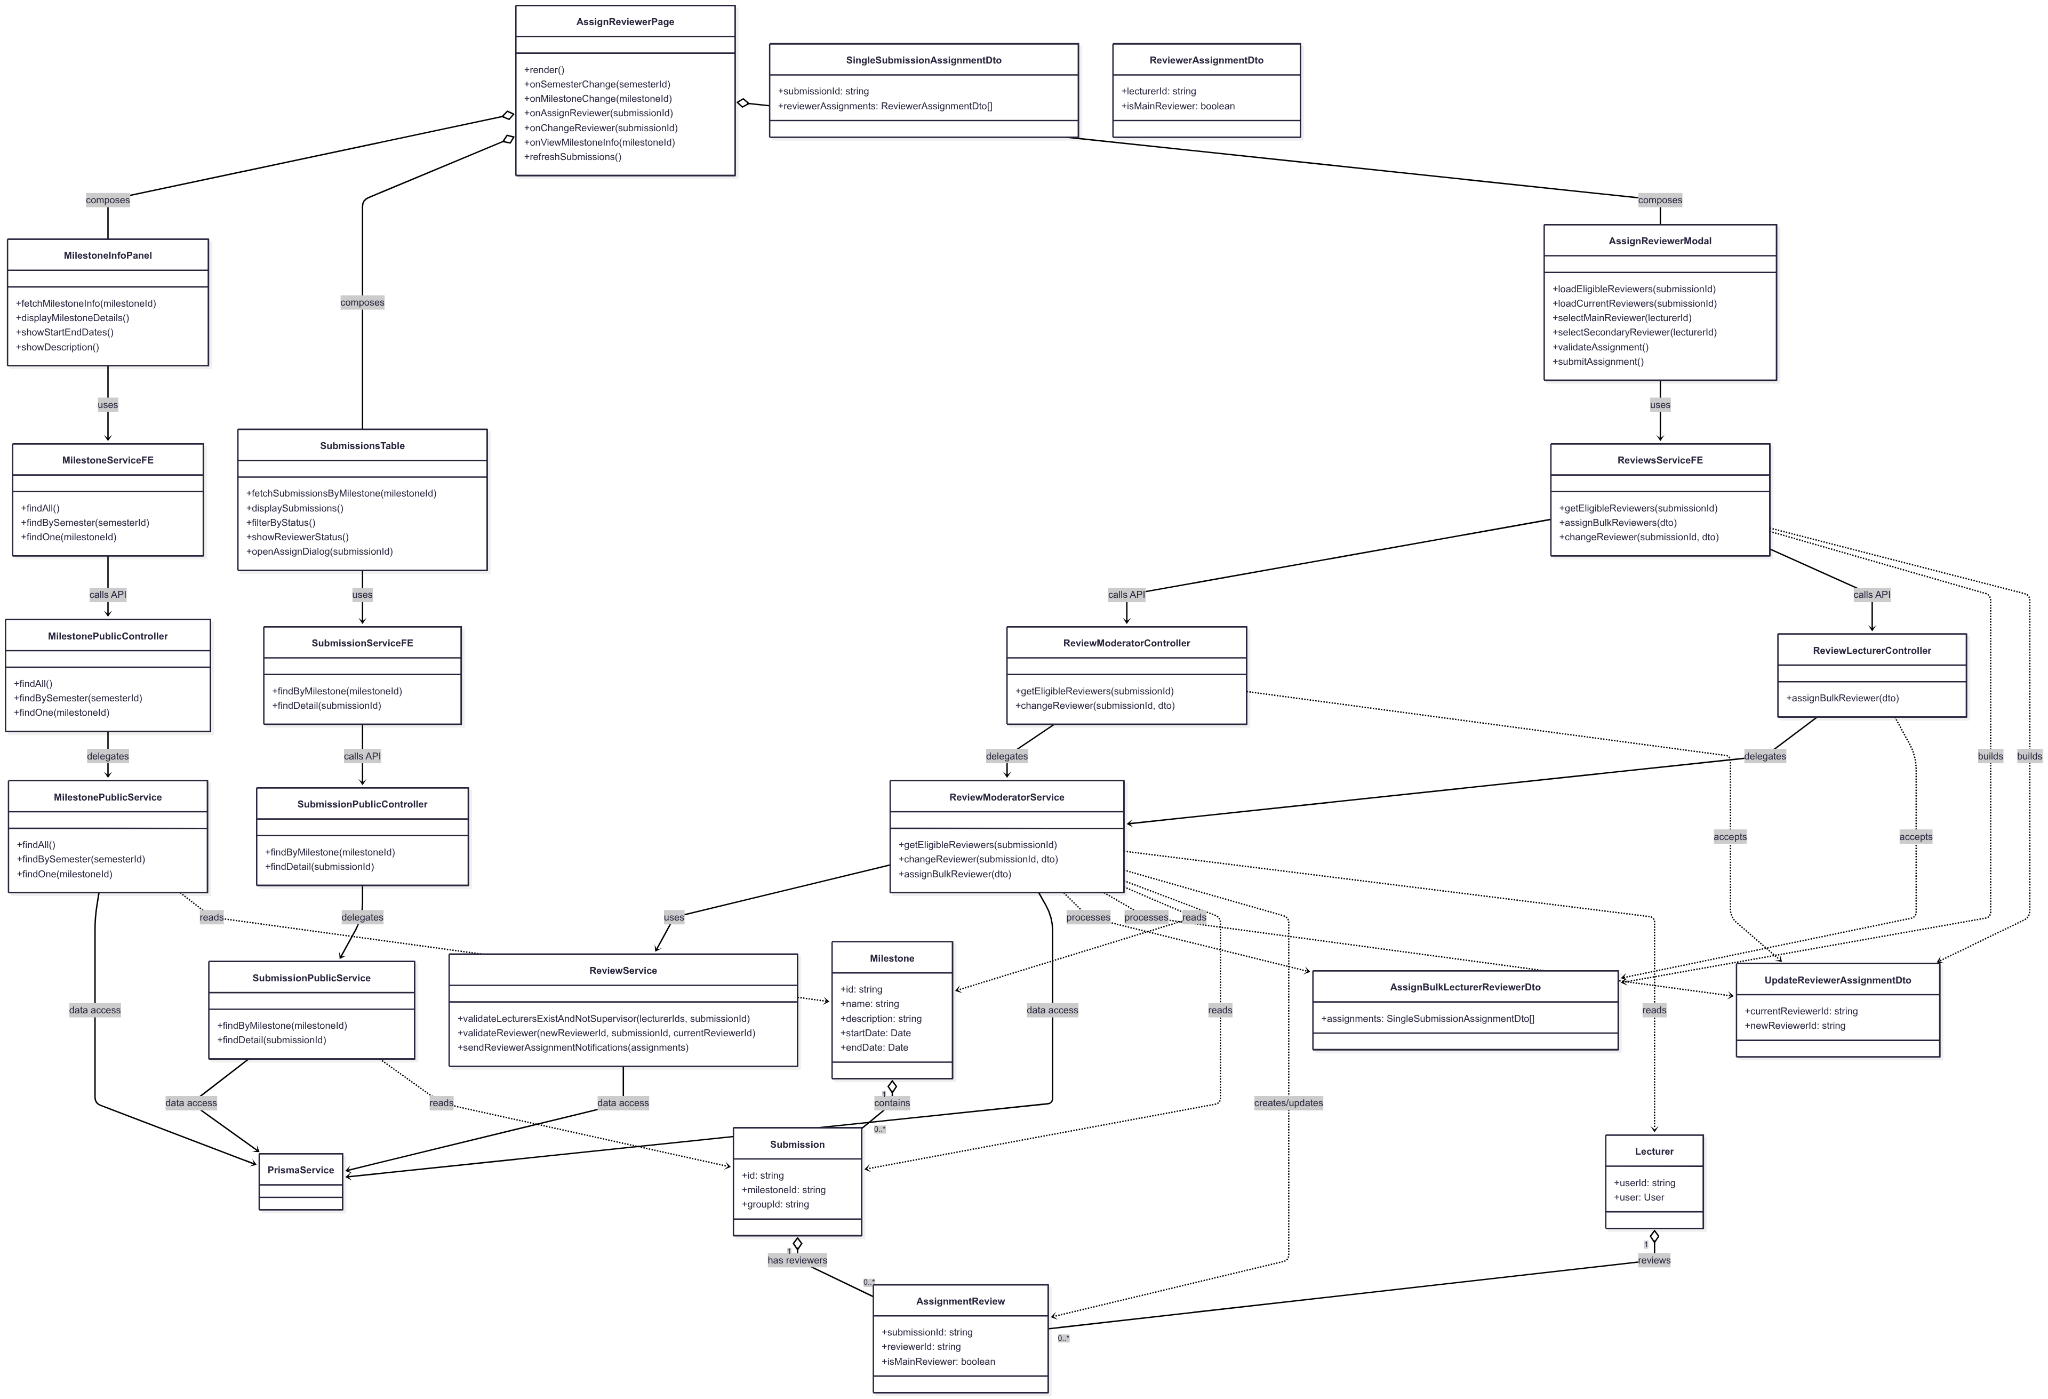 AssignReviewerPage
+render()
+onSemesterChange(semesterId)
+onMilestoneChange(milestoneId)
+onAssignReviewer(submissionId)
+onChangeReviewer(submissionId)
+onViewMilestoneInfo(milestoneId)
+refreshSubmissions()
SingleSubmissionAssignmentDto
+submissionId: string
+reviewerAssignments: ReviewerAssignmentDto[]
ReviewerAssignmentDto
+lecturerId: string
+isMainReviewer: boolean
composes
composes
composes
MilestoneInfoPanel
+fetchMilestoneInfo(milestoneId)
+displayMilestoneDetails()
+showStartEndDates()
+showDescription()
AssignReviewerModal
+loadEligibleReviewers(submissionId)
+loadCurrentReviewers(submissionId)
+selectMainReviewer(lecturerId)
+selectSecondaryReviewer(lecturerId)
+validateAssignment()
+submitAssignment()
uses
uses
MilestoneServiceFE
+findAll()
+findBySemester(semesterId)
+findOne(milestoneId)
SubmissionsTable
+fetchSubmissionsByMilestone(milestoneId)
+displaySubmissions()
+filterByStatus()
+showReviewerStatus()
+openAssignDialog(submissionId)
ReviewsServiceFE
+getEligibleReviewers(submissionId)
+assignBulkReviewers(dto)
+changeReviewer(submissionId, dto)
calls API
uses
calls API
calls API
MilestonePublicController
+findAll()
+findBySemester(semesterId)
+findOne(milestoneId)
SubmissionServiceFE
+findByMilestone(milestoneId)
+findDetail(submissionId)
ReviewModeratorController
+getEligibleReviewers(submissionId)
+changeReviewer(submissionId, dto)
ReviewLecturerController
+assignBulkReviewer(dto)
delegates
calls API
delegates
delegates
builds
builds
MilestonePublicService
+findAll()
+findBySemester(semesterId)
+findOne(milestoneId)
SubmissionPublicController
+findByMilestone(milestoneId)
+findDetail(submissionId)
ReviewModeratorService
+getEligibleReviewers(submissionId)
+changeReviewer(submissionId, dto)
+assignBulkReviewer(dto)
accepts
accepts
reads
delegates
uses
processes
processes
reads
SubmissionPublicService
+findByMilestone(milestoneId)
+findDetail(submissionId)
ReviewService
+validateLecturersExistAndNotSupervisor(lecturerIds, submissionId)
+validateReviewer(newReviewerId, submissionId, currentReviewerId)
+sendReviewerAssignmentNotifications(assignments)
Milestone
+id: string
+name: string
+description: string
+startDate: Date
+endDate: Date
AssignBulkLecturerReviewerDto
+assignments: SingleSubmissionAssignmentDto[]
UpdateReviewerAssignmentDto
+currentReviewerId: string
+newReviewerId: string
data access
data access
reads
reads
data access
reads
data access
1
contains
0..*
creates/updates
PrismaService
Submission
+id: string
+milestoneId: string
+groupId: string
Lecturer
+userId: string
+user: User
1
has reviewers
0..*
1
reviews
0..*
AssignmentReview
+submissionId: string
+reviewerId: string
+isMainReviewer: boolean